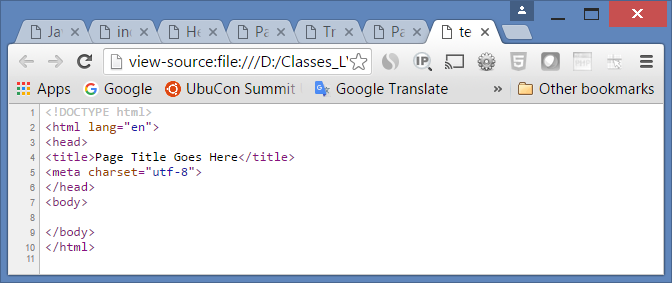 Ja
in
He
Pa
Tr
Pa
te
view-source:file:///D:/Classes_L'
IP
5
Apps
Google
UbuCon Summit
Google Translate
»
Other bookmarks
1 <!DOCTYPE html>
2 <html lang="en">
3 <head>
4 <title>Page Title Goes Here</title>
5 <meta charset="utf-8">
6 </head>
7 <body>
8
9 </body>
10 </html>
11